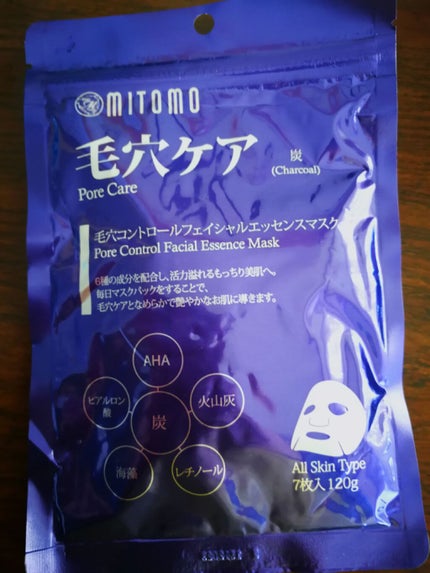 MITOMO
毛穴ケア
炭
Pore Care
(Charcoal)
毛穴コントロールフェイシャルエッセンスマスク
Pore Control Facial Essence Mask
6種の成分を配合し、活力溢れるもっちり美肌へ。
毎日マスクパックをすることで、
毛穴ケアとなめらかで艶やかなお肌に導きます。
AHA
ヒアルロン
酸
火山灰
炭
海藻
レチノール
All Skin Type
7枚入 120g